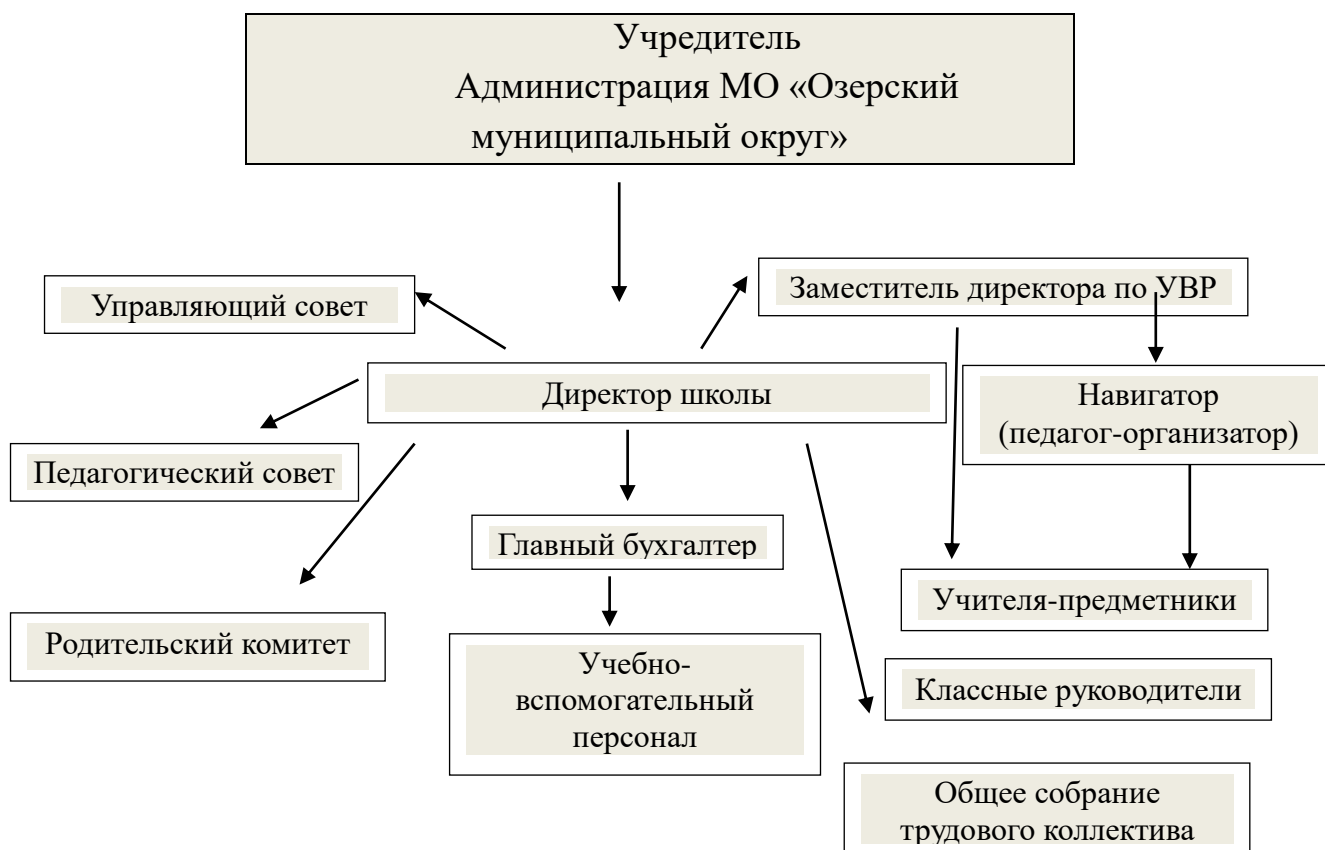 Учредитель
Администрация МО «Озерский
муниципальный округ»
Управляющий совет
Заместитель директора по УВР
Директор школы
Навигатор
(педагог-организатор)
Педагогический совет
Главный бухгалтер
Учителя-предметники
Родительский комитет
Учебно-
вспомогательный
персонал
Классные руководители
Общее собрание
трудового коллектива